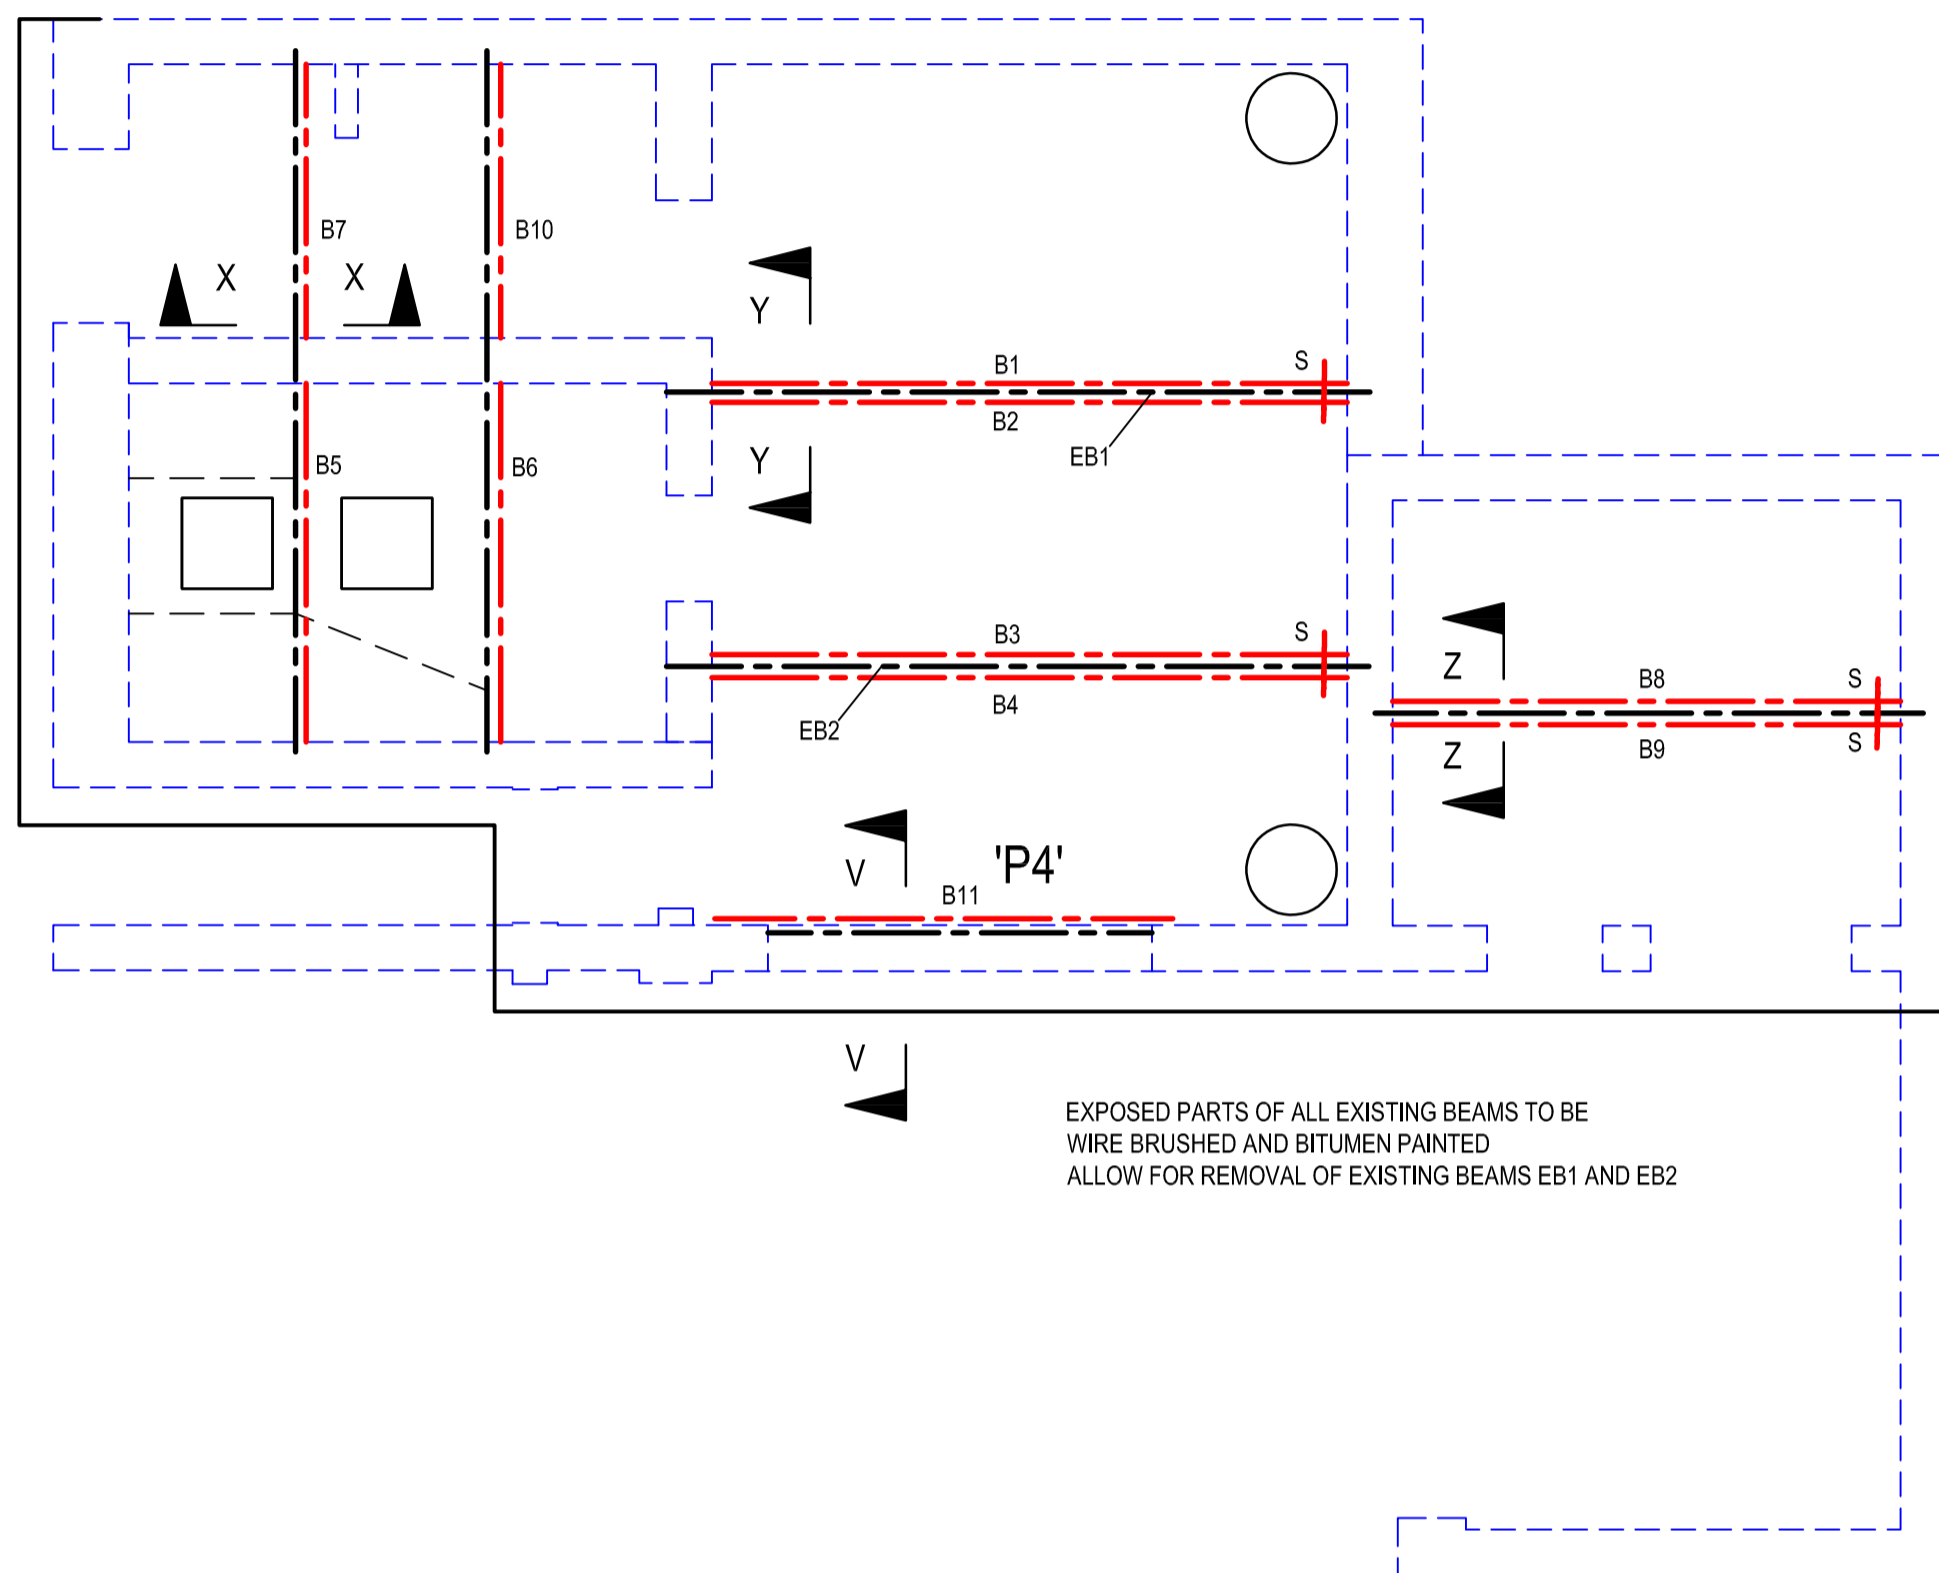 B7
B10
X
X
Y
B1
S
B2
EB1
Y
B5
B6
B3
S
B4
EB2
Z
B8
S
Z
B9
S
V
'P4'
B11
V
EXPOSED PARTS OF ALL EXISTING BEAMS TO BE
WIRE BRUSHED AND BITUMEN PAINTED
ALLOW FOR REMOVAL OF EXISTING BEAMS EB1 AND EB2